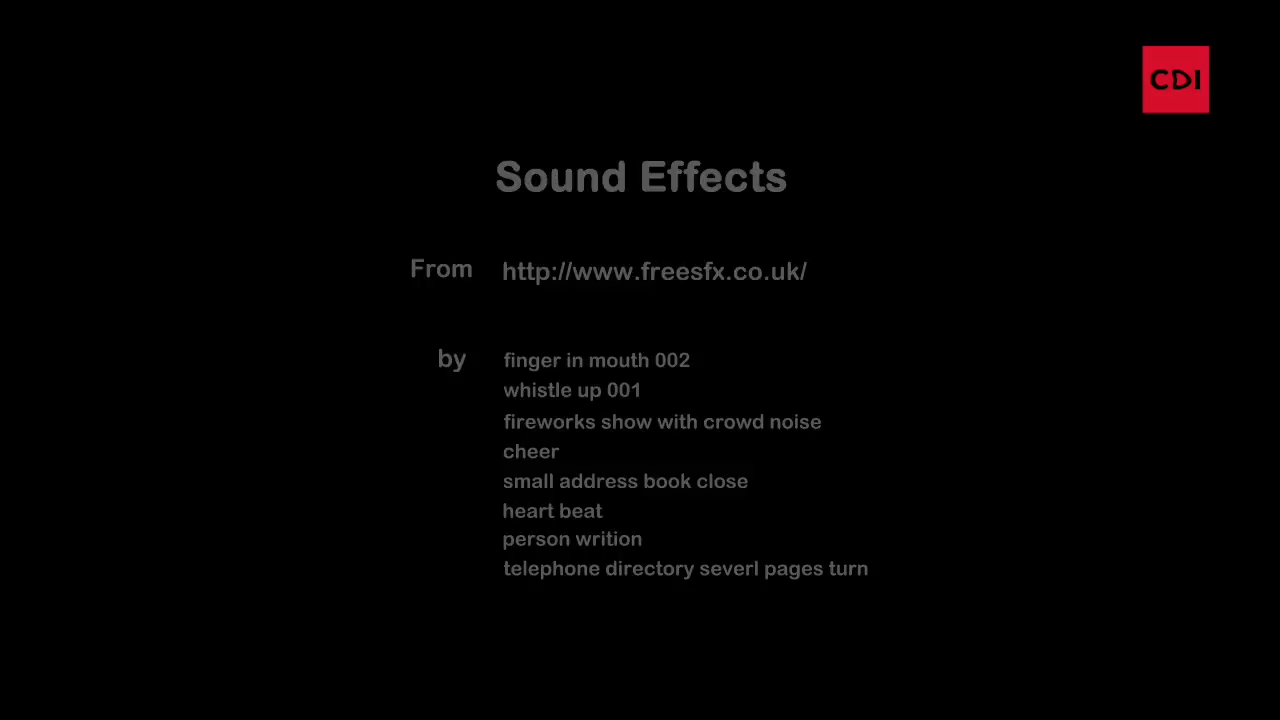 CDI
Sound Effects
From http://www.freesfx.co.uk/
by finger in mouth 002
whistle up 001
fireworks show with crowd noise
cheer
small address book close
heart beat
person writion
telephone directory severl pages turn